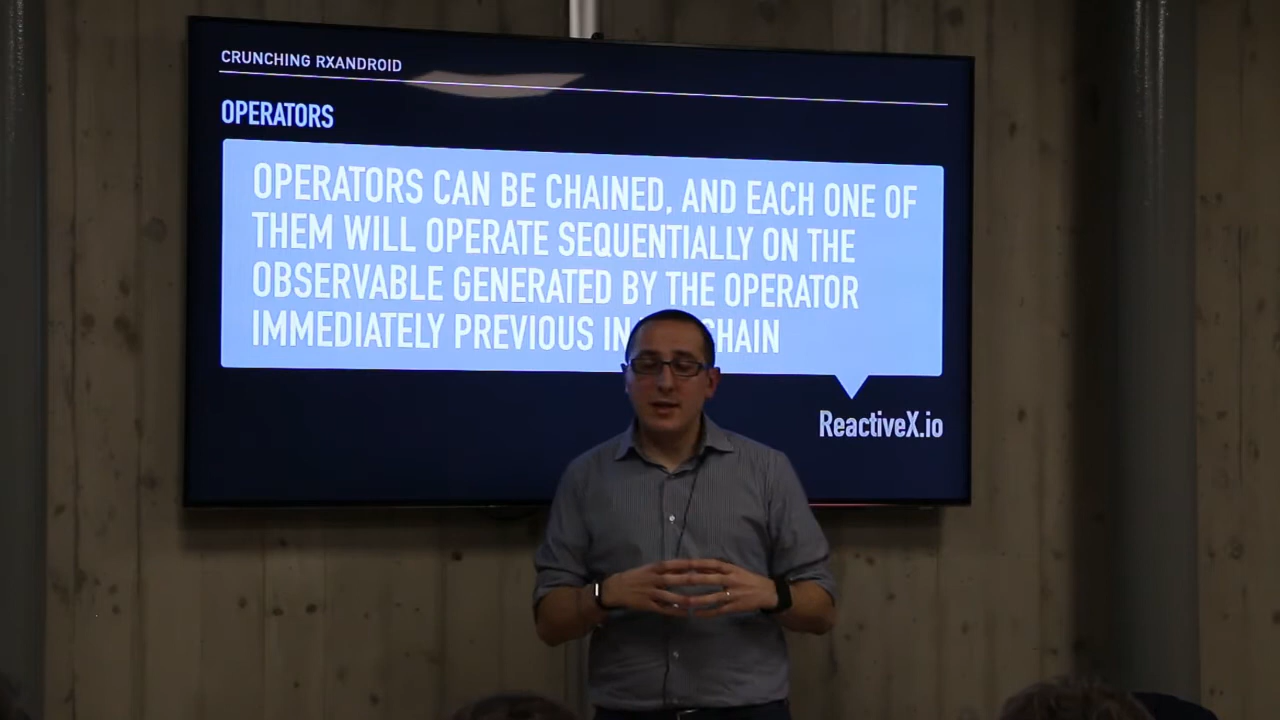 CRUNCHING RXANDROID
OPERATORS
OPERATORS CAN BE CHAINED, AND EACH ONE OF
THEM WILL OPERATE SEQUENTIALLY ON THE
OBSERVABLE GENERATED BY THE OPERATOR
IMMEDIATELY PREVIOUS IN CHAIN
ReactiveX.io